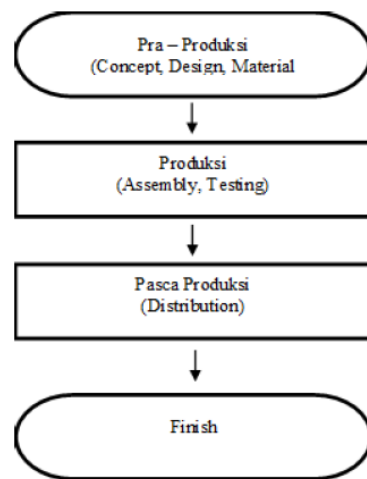 Pra – Produksi
(Concept, Design, Material
Produksi
(Assembly, Testing)
Pasca Produksi
(Distribution)
Finish